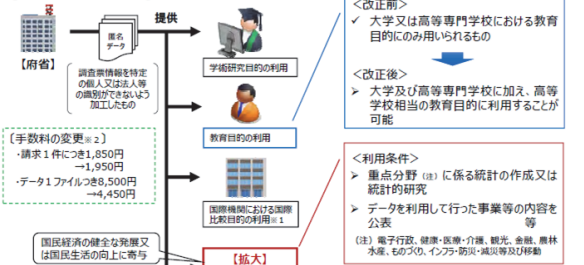 提供
匿名
データ
【府省】
調査票情報を特定
の個人又は法人等
の識別ができないよう
加工したもの
〔手数料の変更※2〕
・請求1件につき1,850円
→1,950円
・データ1ファイルつき8,500円
→4,450円
国民経済の健全な発展又
は国民生活の向上に寄与
学術研究目的の利用
教育目的の利用
国際機関における国際
比較目的の利用※1
【拡大】
<改正前>
✓ 大学又は高等専門学校における教育
目的にのみ用いられるもの
<改正後>
➢ 大学及び高等専門学校に加え、高等
学校相当の教育目的に利用することが
可能
<利用条件>
➢ 重点分野(注)に係る統計の作成又は
統計的研究
➢ データを利用して行った事業等の内容を
公表 等
(注)電子行政、健康・医療・介護、観光、金融、農林
水産、ものづくり、インフラ・防災・減災等及び移動